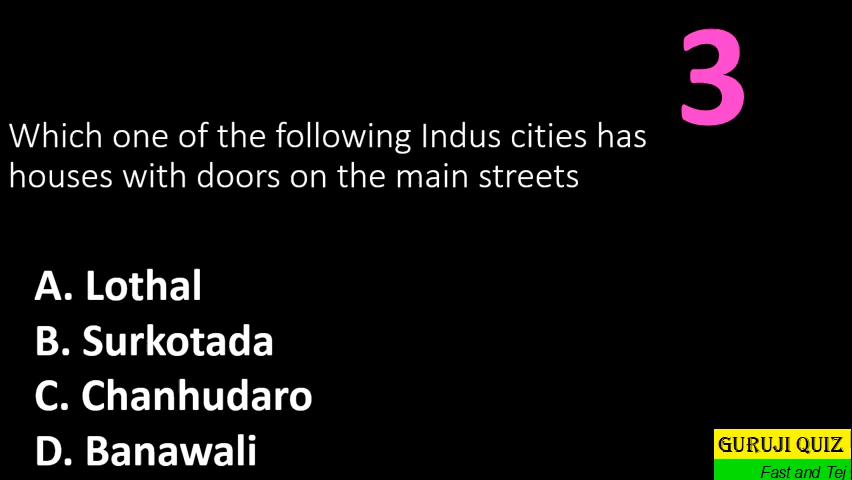 3
Which one of the following Indus cities has
houses with doors on the main streets
A. Lothal
B. Surkotada
C. Chanhudaro
D. Banawali
GURUJI QUIZ
Fast and Tej